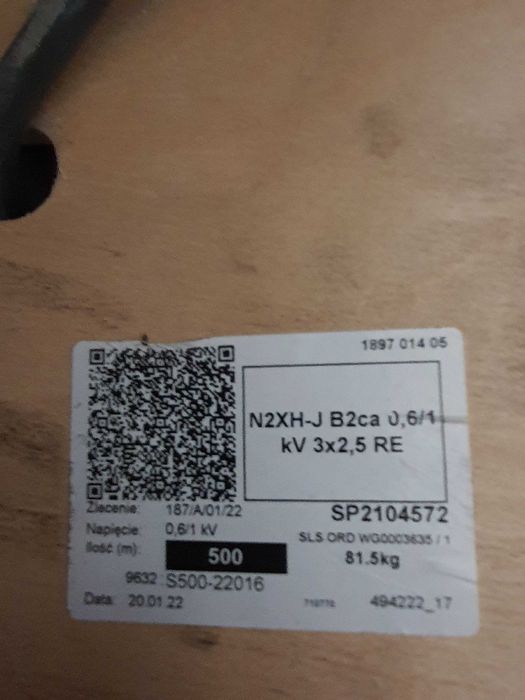 1897 014 05
N2XH-J B2ca 0,6/1
kV 3x2,5 RE
Zlecenie: 187/A/01/22
SP2104572
Napięcie: 0,6/1 kV
SLS ORD WG0003635 / 1
Ilość (m): 500
81.5kg
9632 S500-22016
Data: 20.01.22
494222_17